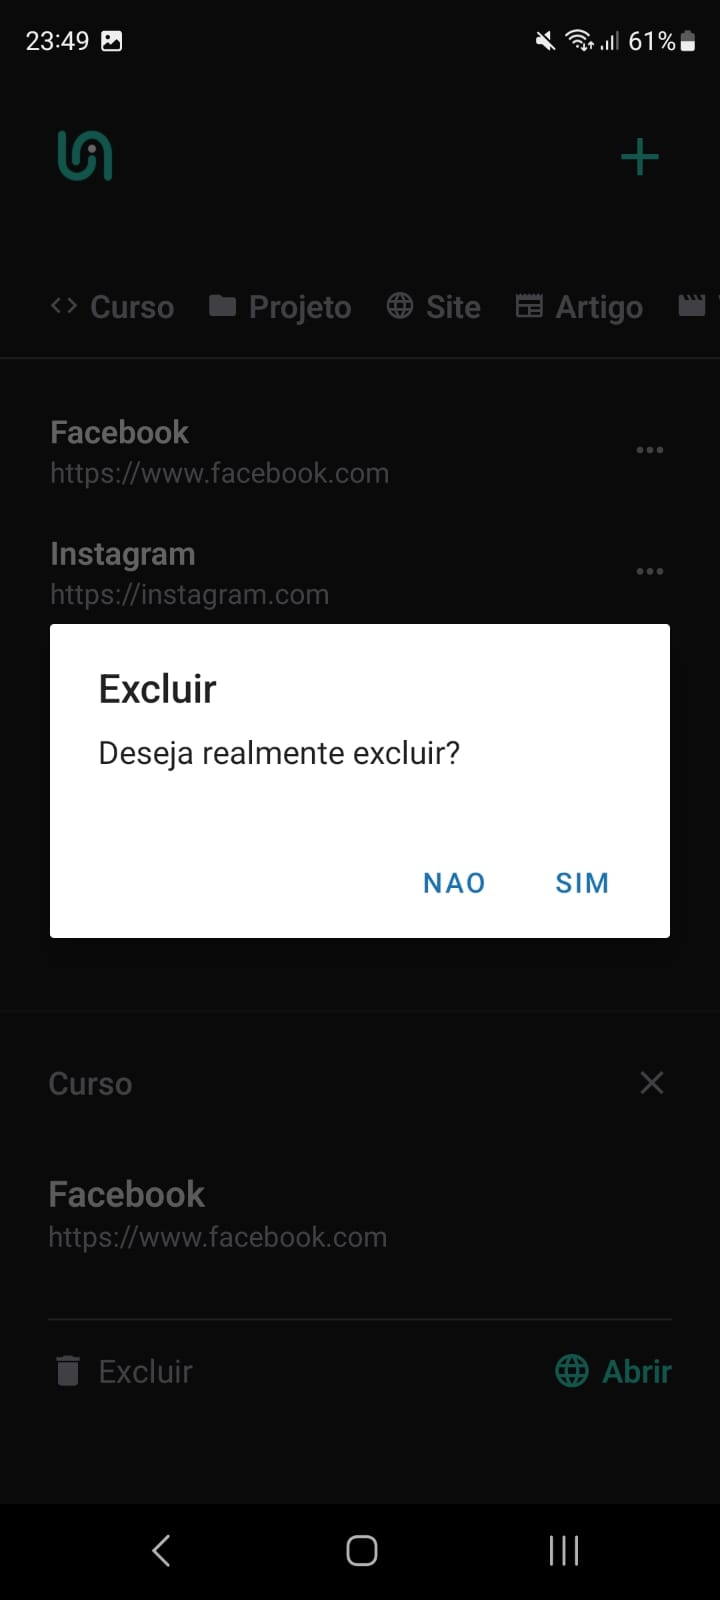 23:49 61%
Curso Projeto Site Artigo
Facebook
https://www.facebook.com
Instagram
https://instagram.com
Excluir
Deseja realmente excluir?
NAO SIM
Curso
Facebook
https://www.facebook.com
Excluir Abrir